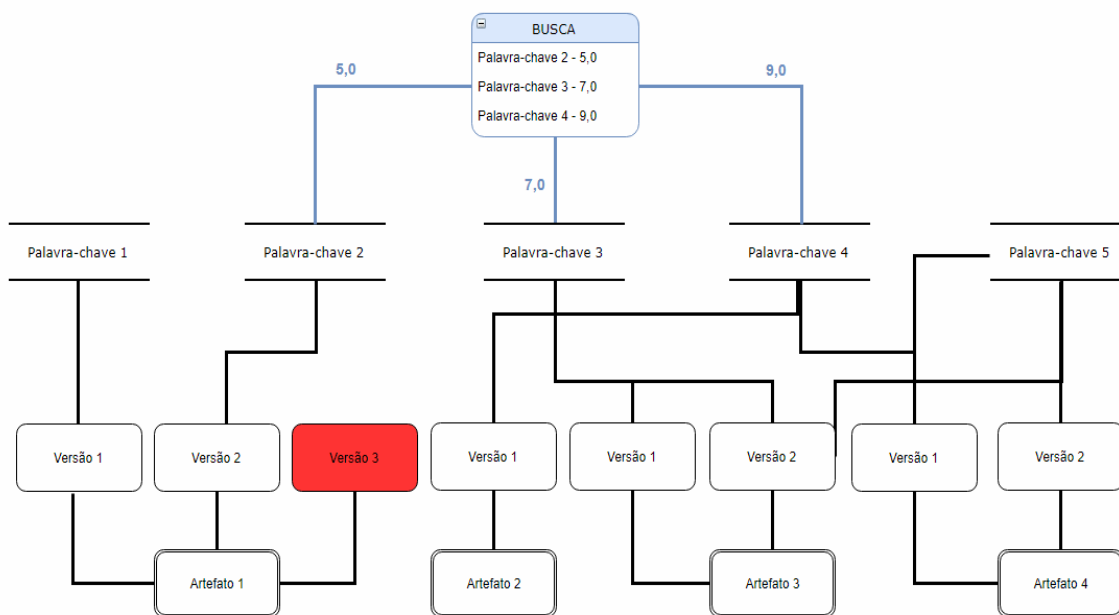 BUSCA
Palavra-chave 2 - 5,0
Palavra-chave 3 - 7,0
Palavra-chave 4 - 9,0
5,0
9,0
7,0
Palavra-chave 1
Palavra-chave 2
Palavra-chave 3
Palavra-chave 4
Palavra-chave 5
Versão 1
Versão 2
Versão 3
Versão 1
Versão 1
Versão 2
Versão 1
Versão 2
Artefato 1
Artefato 2
Artefato 3
Artefato 4